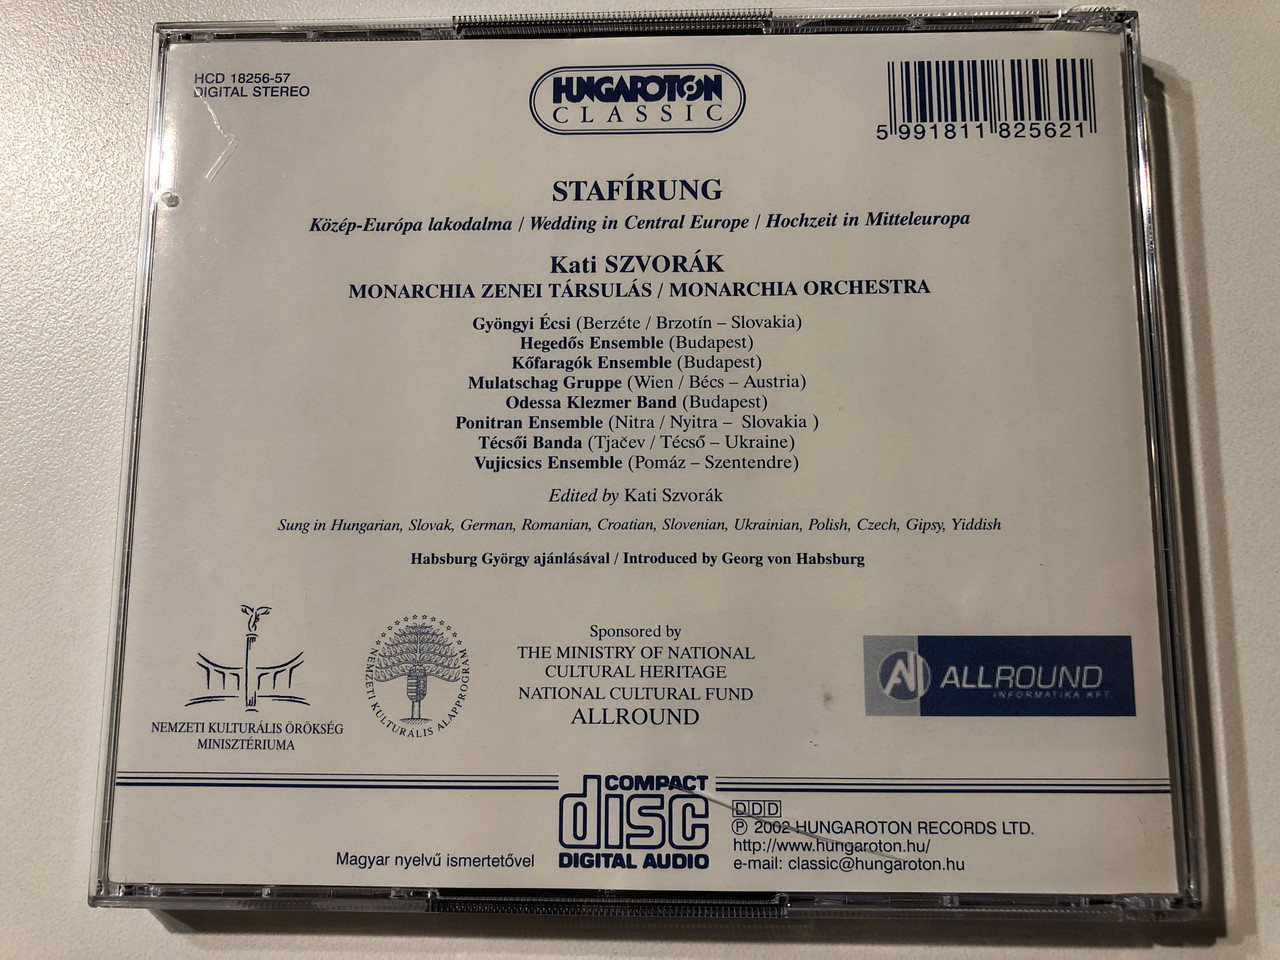 HCD 18256-57
DIGITAL STEREO
HUNGAROTON
CLASSIC
5 991811 825621
STAFÍRUNG
Közép-Európa lakodalma / Wedding in Central Europe / Hochzeit in Mitteleuropa
Kati SZVORÁK
MONARCHIA ZENEI TÁRSULÁS / MONARCHIA ORCHESTRA
Gyöngyi Écsi (Berzéte / Brzotín – Slovakia)
Hegedős Ensemble (Budapest)
Kőfaragók Ensemble (Budapest)
Mulatschag Gruppe (Wien / Bécs – Austria)
Odessa Klezmer Band (Budapest)
Ponitran Ensemble (Nitra / Nyitra – Slovakia )
Técsői Banda (Tjačev / Técső – Ukraine)
Vujicsics Ensemble (Pomáz – Szentendre)
Edited by Kati Szvorák
Sung in Hungarian, Slovak, German, Romanian, Croatian, Slovenian, Ukrainian, Polish, Czech, Gipsy, Yiddish
Habsburg György ajánlásával / Introduced by Georg von Habsburg
NEMZETI KULTURÁLIS ÖRÖKSÉG
MINISZTÉRIUMA
NEMZETI KULTURÁLIS ALAPPROGRAM
Sponsored by
THE MINISTRY OF NATIONAL
CULTURAL HERITAGE
NATIONAL CULTURAL FUND
ALLROUND
ALLROUND
INFORMATIKA KFT.
Magyar nyelvű ismertetővel
COMPACT
disc
DIGITAL AUDIO
DDD
℗ 2002 HUNGAROTON RECORDS LTD.
http://www.hungaroton.hu/
e-mail: classic@hungaroton.hu